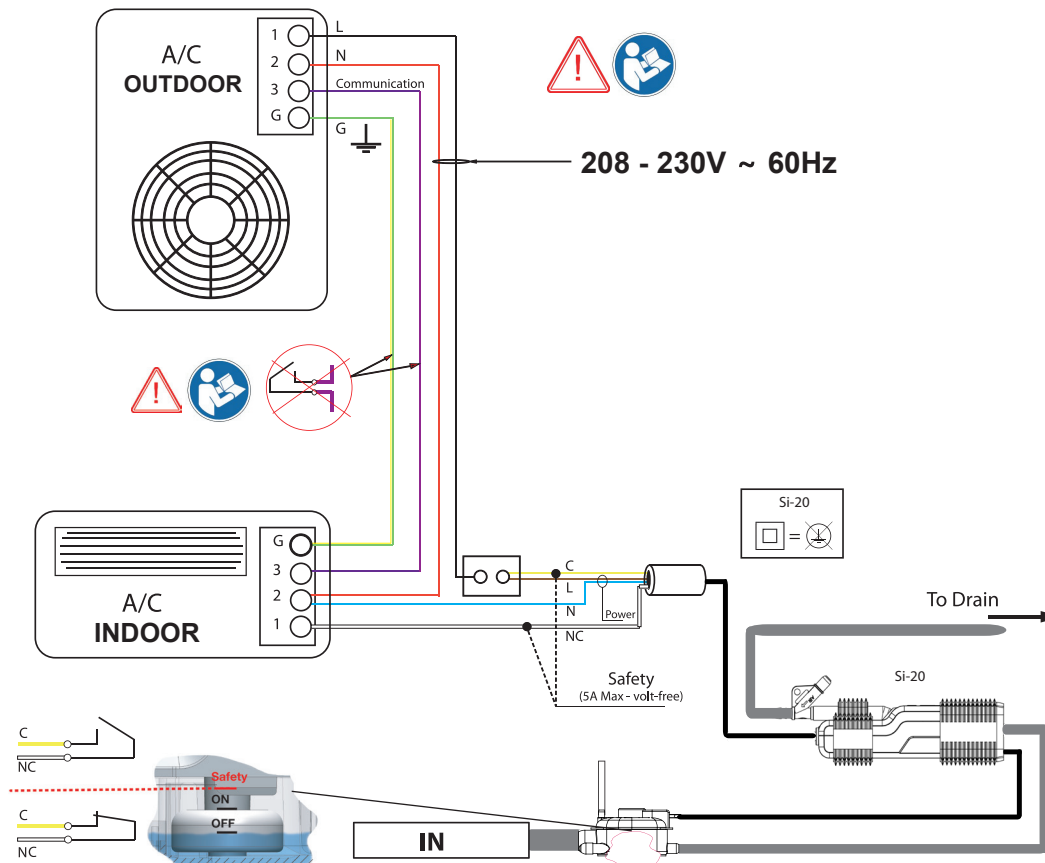 A/C
OUTDOOR
1
2
3
G
L
N
Communication
G
!
208 - 230V ~ 60Hz
!
A/C
INDOOR
G
3
2
1
C
L
N
NC
Power
Safety
(5A Max - volt-free)
Si-20
=
To Drain
Si-20
C
NC
C
NC
Safety
ON
OFF
IN